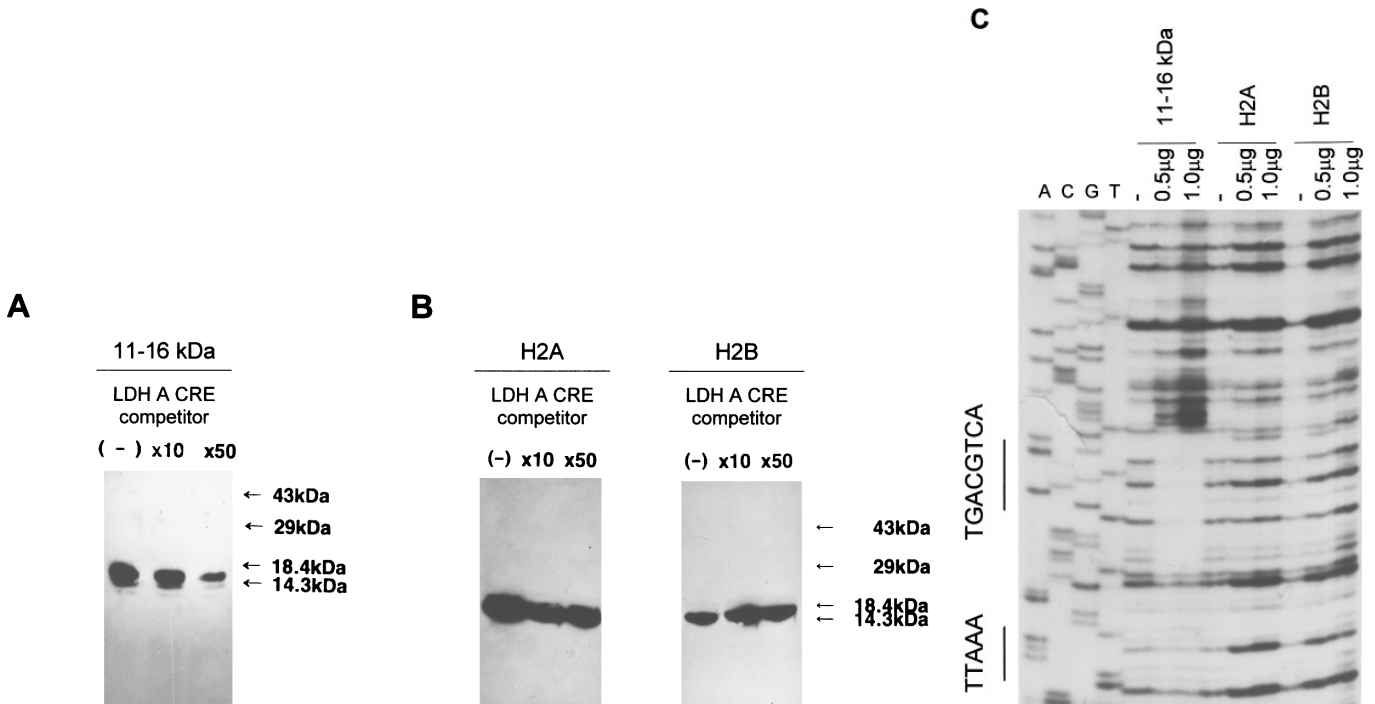 A
11-16 kDa
LDH A CRE
competitor
( - ) x10 x50
← 43kDa
← 29kDa
← 18.4kDa
← 14.3kDa
B
H2A
LDH A CRE
competitor
(-) x10 x50
H2B
LDH A CRE
competitor
(-) x10 x50
← 43kDa
← 29kDa
← 18.4kDa
← 14.3kDa
C
11-16 kDa
H2A
H2B
A C G T - 0.5µg 1.0µg - 0.5µg 1.0µg - 0.5µg 1.0µg
TGACGTCA
TTAAA